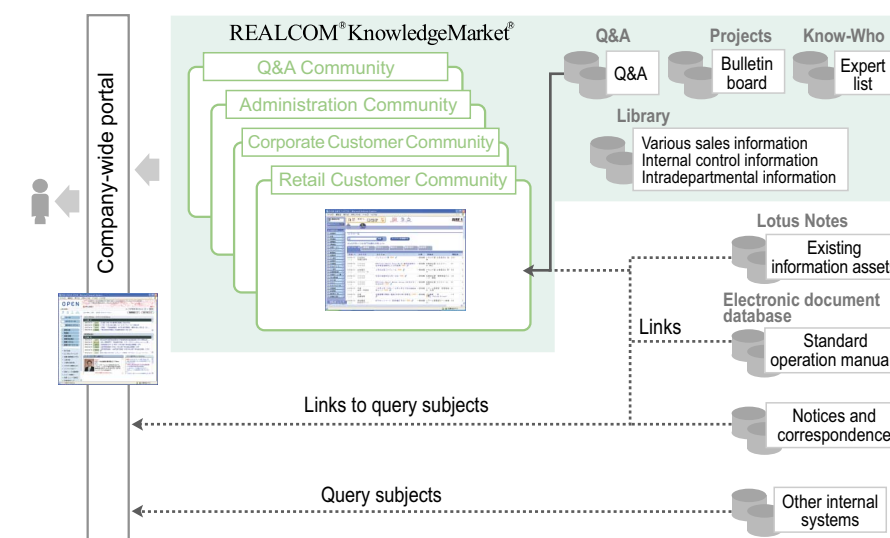 REALCOM® KnowledgeMarket®
Company-wide portal
Q&A Community
Administration Community
Corporate Customer Community
Retail Customer Community
Q&A
Q&A
Projects
Bulletin
board
Know-Who
Expert
list
Library
Various sales information
Internal control information
Intradepartmental information
Lotus Notes
Existing
information asset
Electronic document
database
Standard
operation manua
Links
Notices and
correspondence
Links to query subjects
Query subjects
Other internal
systems
OPEN